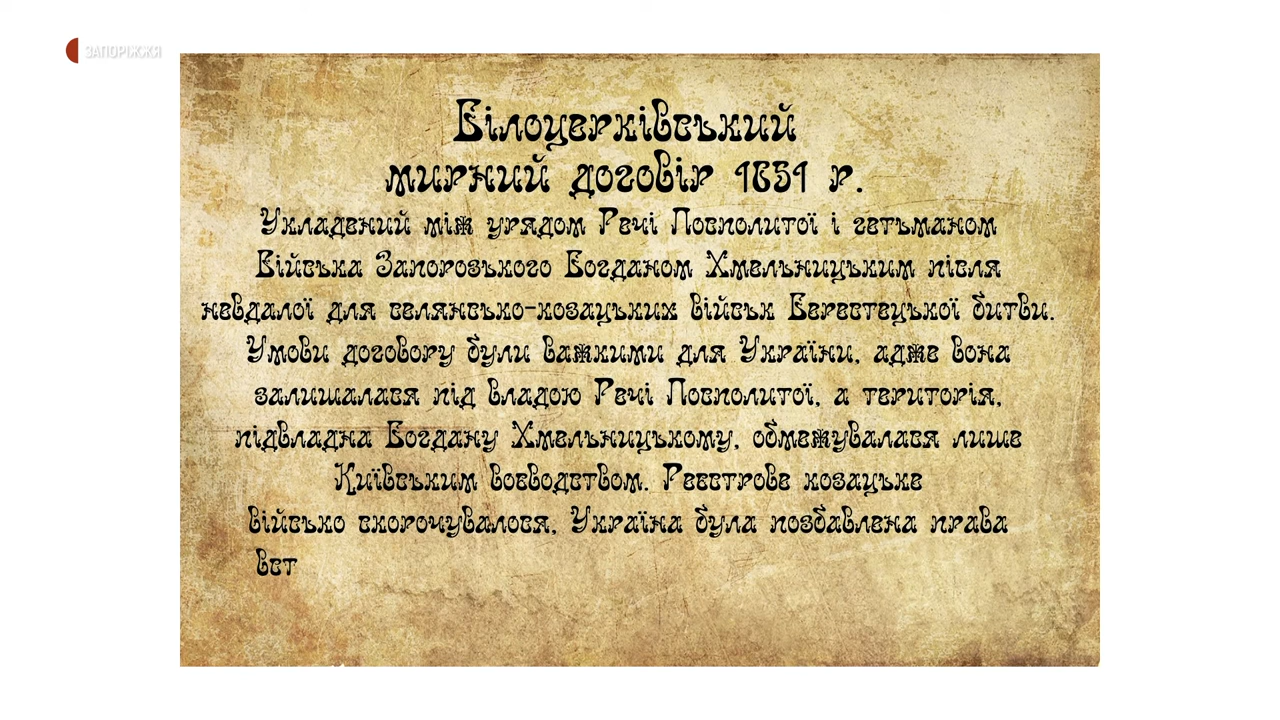 ЗАПОРІЖЖЯ
Білоцерківський
мирний договір 1651 р.
Укладений між урядом Речі Посполитої і гетьманом
Війська Запорозького Богданом Хмельницьким після
невдалої для селянсько-козацьких військ Берестецької битви.
Умови договору були важкими для України, адже вона
залишалася під владою Речі Посполитої, а територія,
підвладна Богдану Хмельницькому, обмежувалася лише
Київським воєводством. Реєстрове козацьке
військо скорочувалося, Україна була позбавлена права
вст